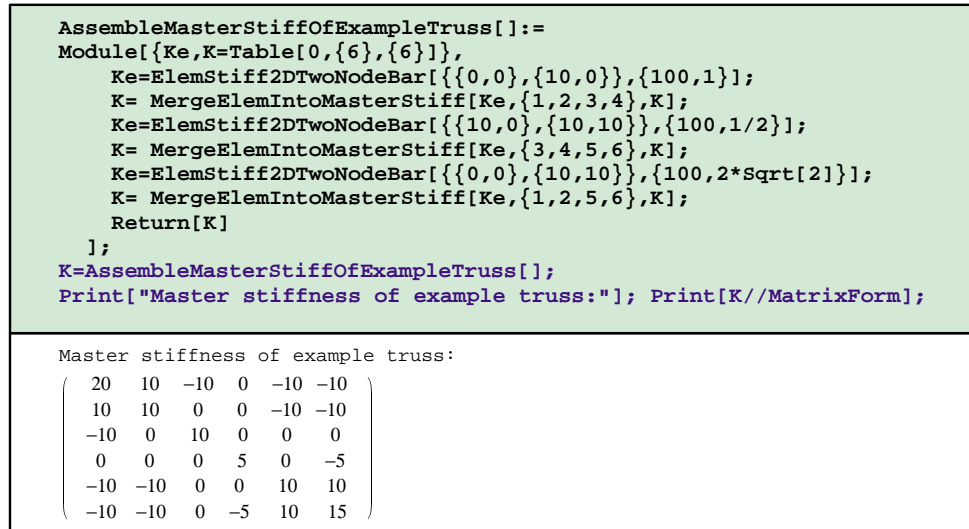 AssembleMasterStiffOfExampleTruss[]:=
Module[{Ke,K=Table[0,{6},{6}]},
Ke=ElemStiff2DTwoNodeBar[{{0,0},{10,0}},{100,1}];
K= MergeElemIntoMasterStiff[Ke,{1,2,3,4},K];
Ke=ElemStiff2DTwoNodeBar[{{10,0},{10,10}},{100,1/2}];
K= MergeElemIntoMasterStiff[Ke,{3,4,5,6},K];
Ke=ElemStiff2DTwoNodeBar[{{0,0},{10,10}},{100,2*Sqrt[2]}];
K= MergeElemIntoMasterStiff[Ke,{1,2,5,6},K];
Return[K]
];
K=AssembleMasterStiffOfExampleTruss[];
Print["Master stiffness of example truss:"]; Print[K//MatrixForm];
Master stiffness of example truss:
20 10 −10 0 −10 −10
10 10 0 0 −10 −10
−10 0 10 0 0 0
0 0 0 5 0 −5
−10 −10 0 0 10 10
−10 −10 0 −5 10 15